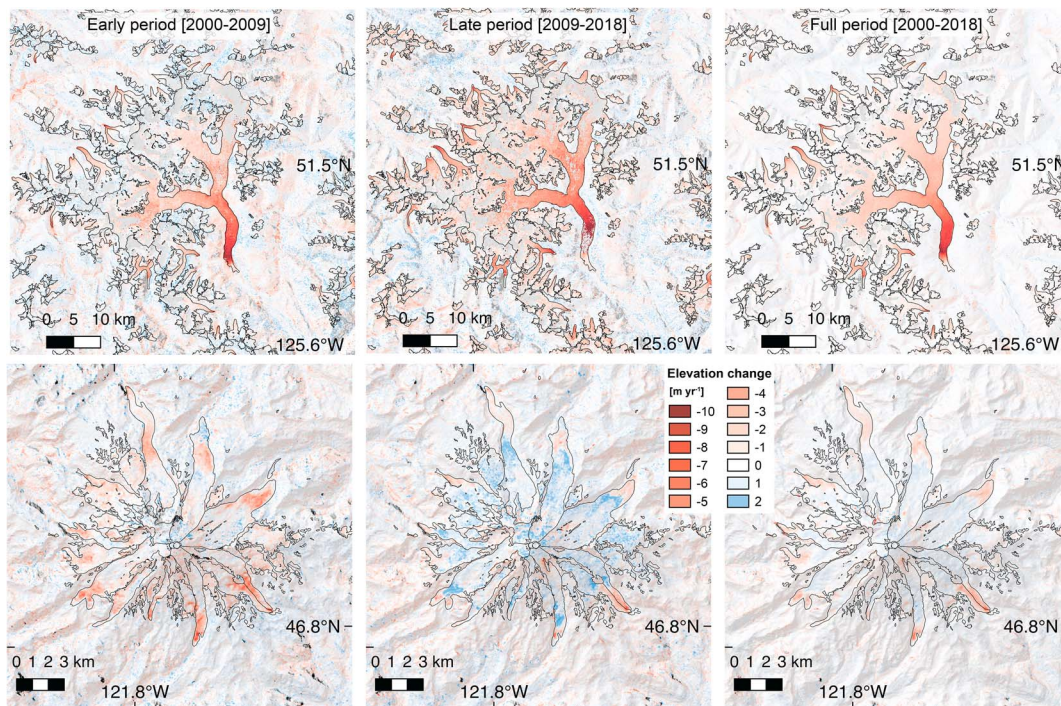 Early period [2000-2009]
Late period [2009-2018]
Full period [2000-2018]
51.5°N
51.5°N
51.5°N
0 5 10 km
0 5 10 km
0 5 10 km
125.6°W
125.6°W
125.6°W
Elevation change
[m yr⁻¹]
-10
-9
-8
-7
-6
-5
-4
-3
-2
-1
0
1
2
46.8°N
46.8°N
46.8°N
0 1 2 3 km
0 1 2 3 km
0 1 2 3 km
121.8°W
121.8°W
121.8°W